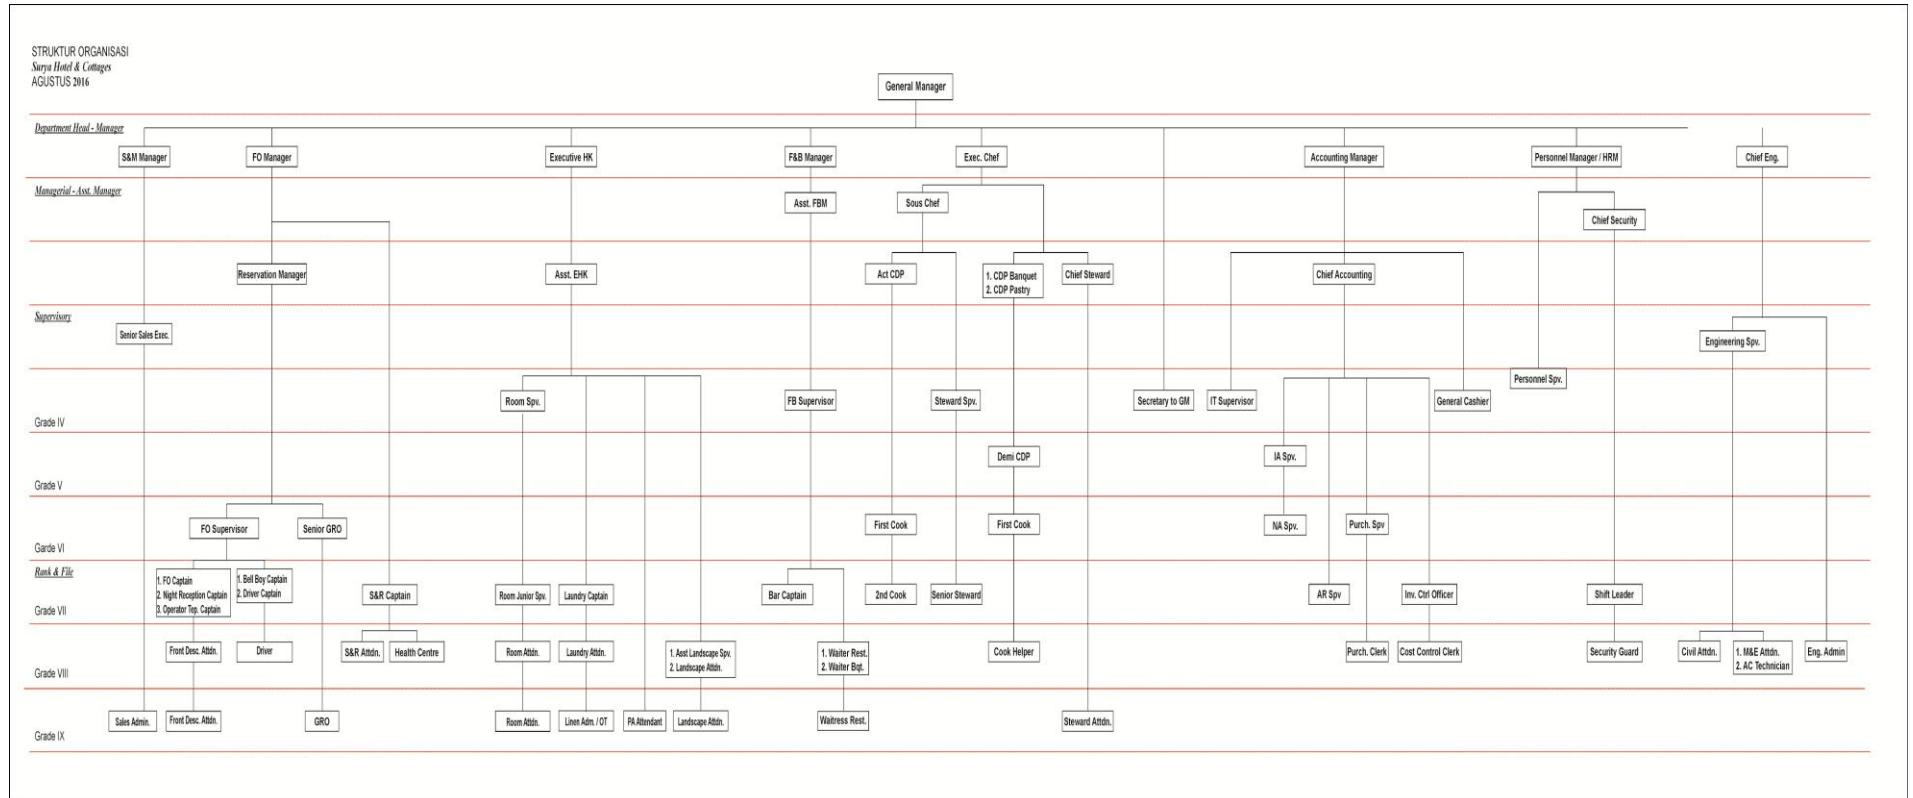 STRUKTUR ORGANISASI
Surya Hotel & Cottages
AGUSTUS 2016
General Manager
Department Head - Manager
S&M Manager
FO Manager
Executive HK
F&B Manager
Exec. Chef
Accounting Manager
Personnel Manager / HRM
Chief Eng.
Managerial - Asst. Manager
Asst. FBM
Sous Chef
Chief Security
Reservation Manager
Asst. EHK
Act CDP
1. CDP Banquet
2. CDP Pastry
Chief Steward
Chief Accounting
Supervisory
Senior Sales Exec.
Engineering Spv.
Personnel Spv.
Room Spv.
FB Supervisor
Steward Spv.
Secretary to GM
IT Supervisor
General Cashier
Grade IV
Demi CDP
IA Spv.
Grade V
FO Supervisor
Senior GRO
First Cook
First Cook
NA Spv.
Purch. Spv
Garde VI
Rank & File
1. FO Captain
2. Night Reception Captain
3. Operator Tep. Captain
1. Bell Boy Captain
2. Driver Captain
S&R Captain
Room Junior Spv.
Laundry Captain
Bar Captain
2nd Cook
Senior Steward
AR Spv
Inv. Ctrl Officer
Shift Leader
Grade VII
Front Desc. Attdn.
Driver
S&R Attdn.
Health Centre
Room Attdn.
Laundry Attdn.
1. Asst Landscape Spv.
2. Landscape Attdn.
1. Waiter Rest.
2. Waiter Bqt.
Cook Helper
Purch. Clerk
Cost Control Clerk
Security Guard
Civil Attdn.
1. M&E Attdn.
2. AC Technician
Eng. Admin
Grade VIII
Sales Admin.
Front Desc. Attdn.
GRO
Room Attdn.
Linen Adm. / OT
PA Attendant
Landscape Attdn.
Waitress Rest.
Steward Attdn.
Grade IX